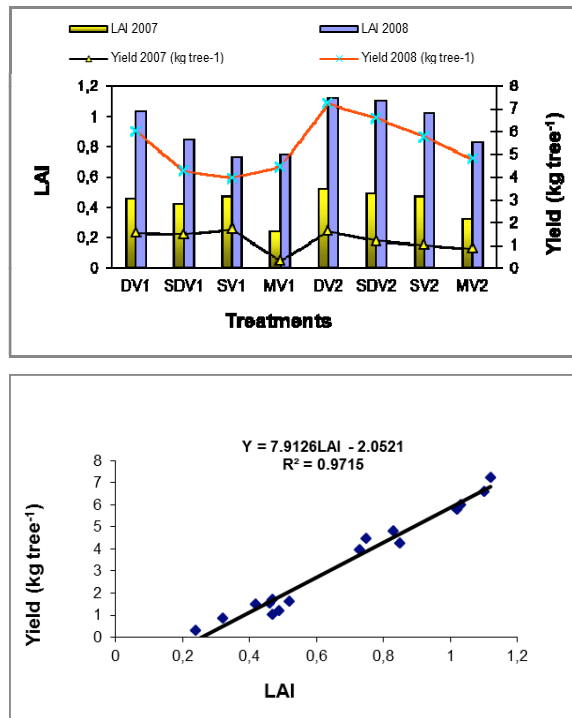 LAI 2007 LAI 2008
Yield 2007 (kg tree-1) Yield 2008 (kg tree-1)
1,2
1
0,8
0,6
0,4
0,2
0
LAI
8
7
6
5
4
3
2
1
0
Yield (kg tree-1)
DV1 SDV1 SV1 MV1 DV2 SDV2 SV2 MV2
Treatments
Y = 7.9126LAI - 2.0521
R² = 0.9715
8
7
6
5
4
3
2
1
0
Yield (kg tree-1)
0 0,2 0,4 0,6 0,8 1 1,2
LAI